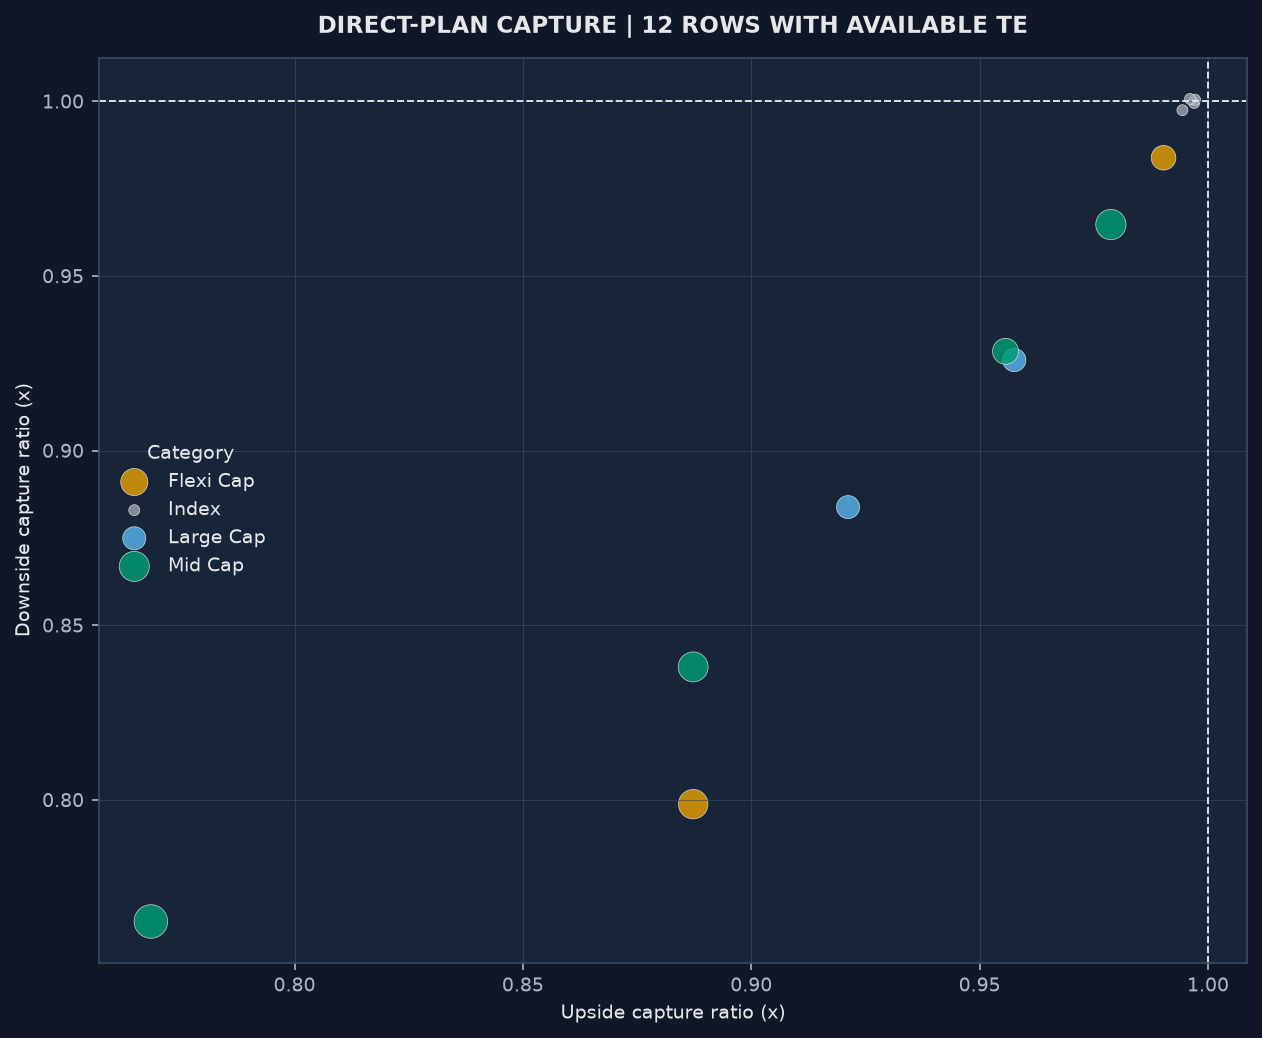 DIRECT-PLAN CAPTURE | 12 ROWS WITH AVAILABLE TE
Downside capture ratio (x)
1.00
0.95
0.90
0.85
0.80
Category
Flexi Cap
Index
Large Cap
Mid Cap
0.80 0.85 0.90 0.95 1.00
Upside capture ratio (x)